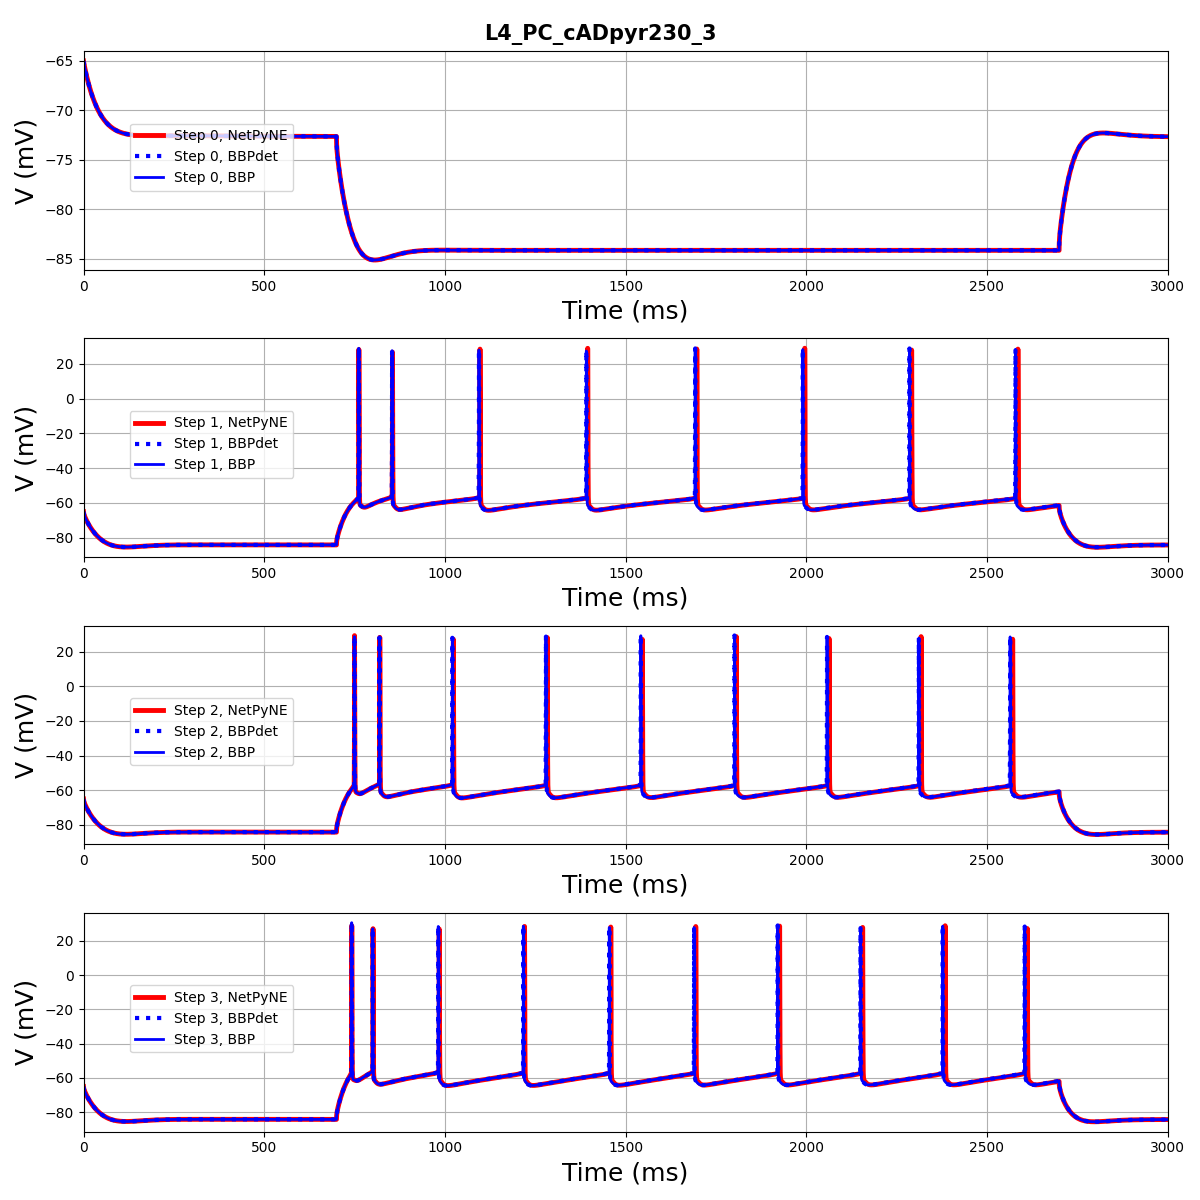 L4_PC_cADpyr230_3
−65
−70
−75
−80
−85
V (mV)
Step 0, NetPyNE
Step 0, BBPdet
Step 0, BBP
0 500 1000 1500 2000 2500 3000
Time (ms)
20
0
−20
−40
−60
−80
V (mV)
Step 1, NetPyNE
Step 1, BBPdet
Step 1, BBP
0 500 1000 1500 2000 2500 3000
Time (ms)
20
0
−20
−40
−60
−80
V (mV)
Step 2, NetPyNE
Step 2, BBPdet
Step 2, BBP
0 500 1000 1500 2000 2500 3000
Time (ms)
20
0
−20
−40
−60
−80
V (mV)
Step 3, NetPyNE
Step 3, BBPdet
Step 3, BBP
0 500 1000 1500 2000 2500 3000
Time (ms)